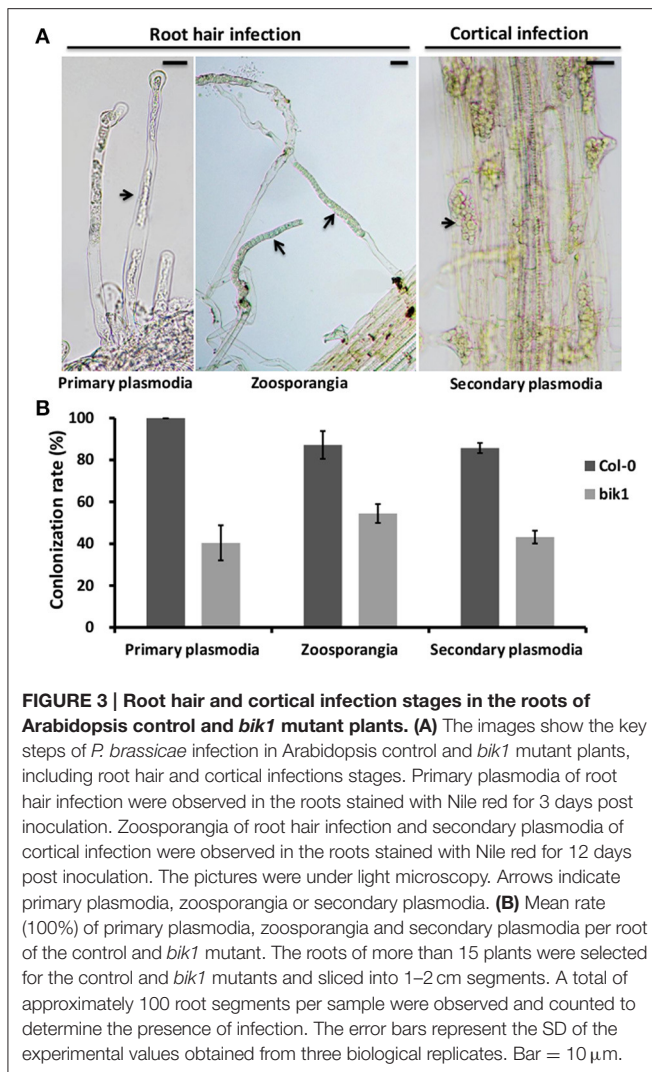 A
Root hair infection
Cortical infection
Primary plasmodia
Zoosporangia
Secondary plasmodia
B
Conlonization rate (%)
100
80
60
40
20
0
Col-0
bik1
Primary plasmodia
Zoosporangia
Secondary plasmodia
FIGURE 3 | Root hair and cortical infection stages in the roots of
Arabidopsis control and bik1 mutant plants. (A) The images show the key
steps of P. brassicae infection in Arabidopsis control and bik1 mutant plants,
including root hair and cortical infections stages. Primary plasmodia of root
hair infection were observed in the roots stained with Nile red for 3 days post
inoculation. Zoosporangia of root hair infection and secondary plasmodia of
cortical infection were observed in the roots stained with Nile red for 12 days
post inoculation. The pictures were under light microscopy. Arrows indicate
primary plasmodia, zoosporangia or secondary plasmodia. (B) Mean rate
(100%) of primary plasmodia, zoosporangia and secondary plasmodia per root
of the control and bik1 mutant. The roots of more than 15 plants were selected
for the control and bik1 mutants and sliced into 1–2 cm segments. A total of
approximately 100 root segments per sample were observed and counted to
determine the presence of infection. The error bars represent the SD of the
experimental values obtained from three biological replicates. Bar = 10 μm.